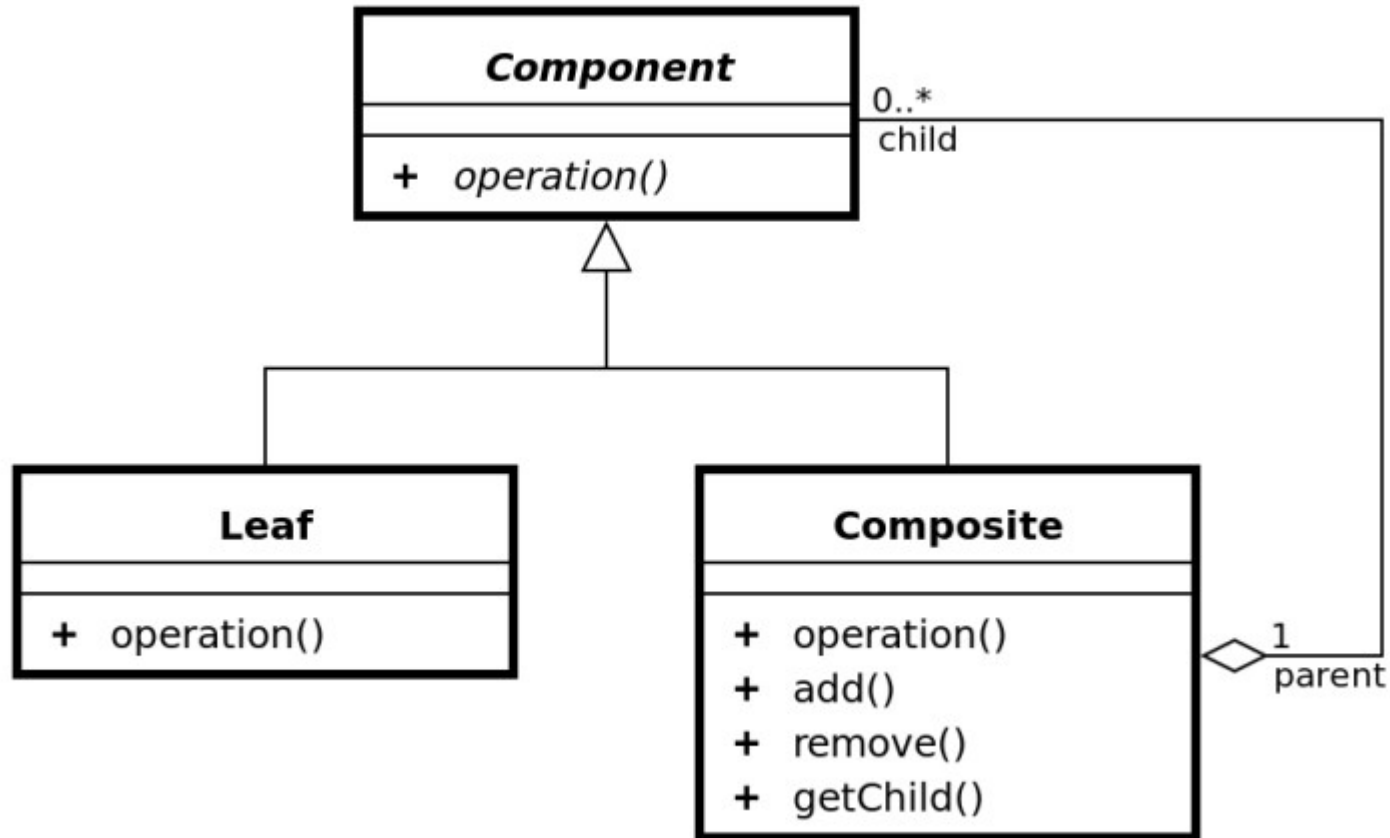 Component
0..*
child
+ operation()
Leaf
+ operation()
Composite
+ operation()
+ add()
+ remove()
+ getChild()
1
parent